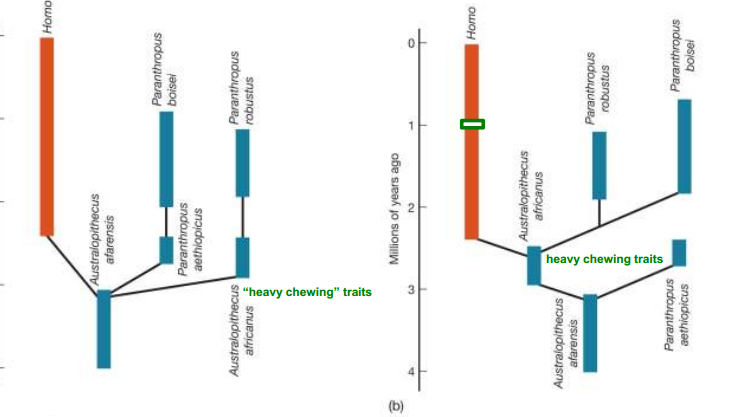 Homo
Paranthropus
boisei
Paranthropus
robustus
Australopithecus
afarensis
Paranthropus
aethiopicus
"heavy chewing" traits
Australopithecus
africanus
Millions of years ago
0
1
2
3
4
Homo
Paranthropus
robustus
Paranthropus
boisei
Australopithecus
africanus
heavy chewing traits
Australopithecus
afarensis
Paranthropus
aethiopicus
(b)